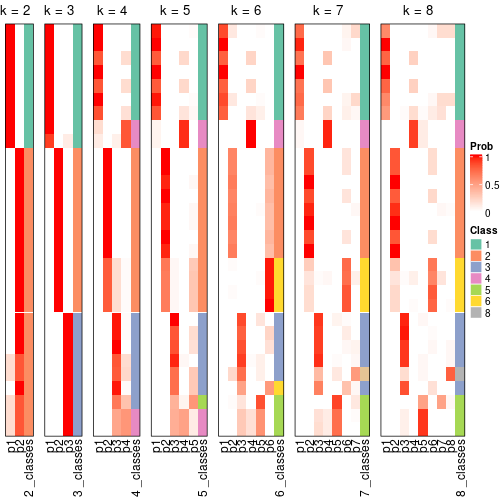 k = 2 k = 3 k = 4 k = 5 k = 6 k = 7 k = 8
Prob
1
0.5
0
Class
1
2
3
4
5
6
8
p1 p2 2_classes
p1 p2 p3 3_classes
p1 p2 p3 p4 4_classes
p1 p2 p3 p4 p5 5_classes
p1 p2 p3 p4 p5 p6 6_classes
p1 p2 p3 p4 p5 p6 p7 7_classes
p1 p2 p3 p4 p5 p6 p7 p8 8_classes